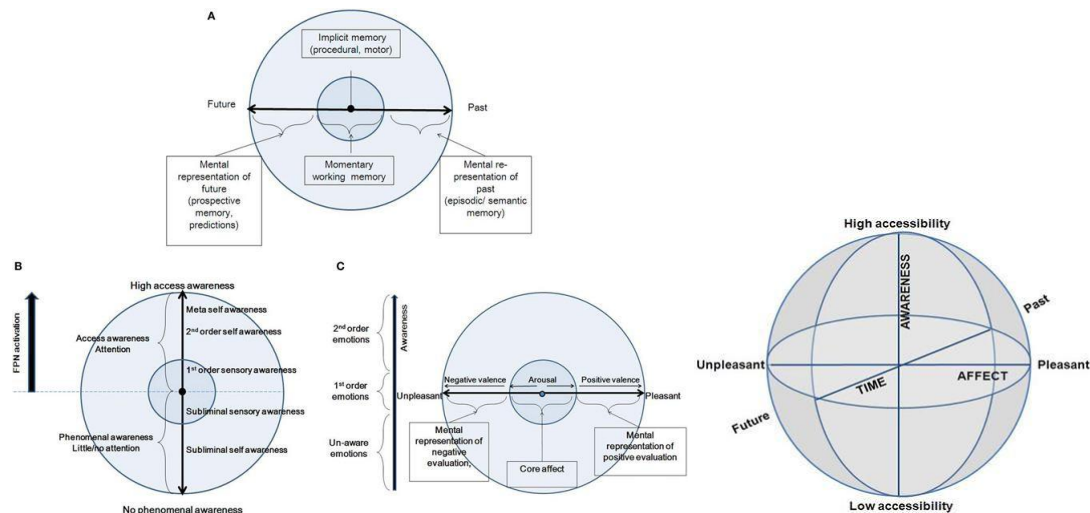 A
Implicit memory
(procedural, motor)
Future
Past
Mental
representation of
future
(prospective
memory,
predictions)
Momentary
working memory
Mental re-
presentation of
past
(episodic/ semantic
memory)
B
FPN activation
High access awareness
Meta self awareness
2nd order self awareness
Access awareness
Attention
1st order sensory awareness
Subliminal sensory awareness
Phenomenal awareness
Little/no attention
Subliminal self awareness
No phenomenal awareness
C
2nd order
emotions
1st order
emotions
Un-aware
emotions
Awareness
Negative valence
Arousal
Positive valence
Unpleasant
Pleasant
Mental
representation of
negative
evaluation,
Core affect
Mental
representation of
positive evaluation
High accessibility
AWARENESS
Past
Unpleasant
Pleasant
AFFECT
TIME
Future
Low accessibility